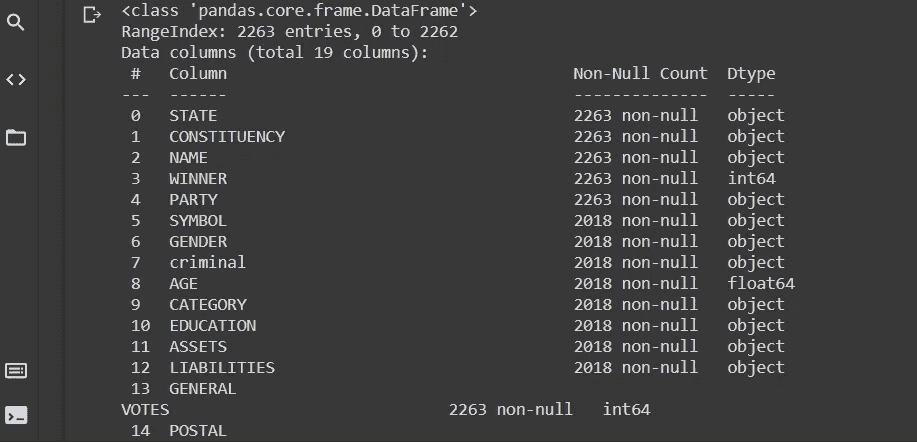 <class 'pandas.core.frame.DataFrame'>
RangeIndex: 2263 entries, 0 to 2262
Data columns (total 19 columns):
 #   Column                                  Non-Null Count  Dtype
---  ------                                  --------------  -----
 0   STATE                                   2263 non-null   object
 1   CONSTITUENCY                            2263 non-null   object
 2   NAME                                    2263 non-null   object
 3   WINNER                                  2263 non-null   int64
 4   PARTY                                   2263 non-null   object
 5   SYMBOL                                  2018 non-null   object
 6   GENDER                                  2018 non-null   object
 7   criminal                                2018 non-null   object
 8   AGE                                     2018 non-null   float64
 9   CATEGORY                                2018 non-null   object
 10  EDUCATION                               2018 non-null   object
 11  ASSETS                                  2018 non-null   object
 12  LIABILITIES                             2018 non-null   object
 13  GENERAL
VOTES                            2263 non-null   int64
 14  POSTAL